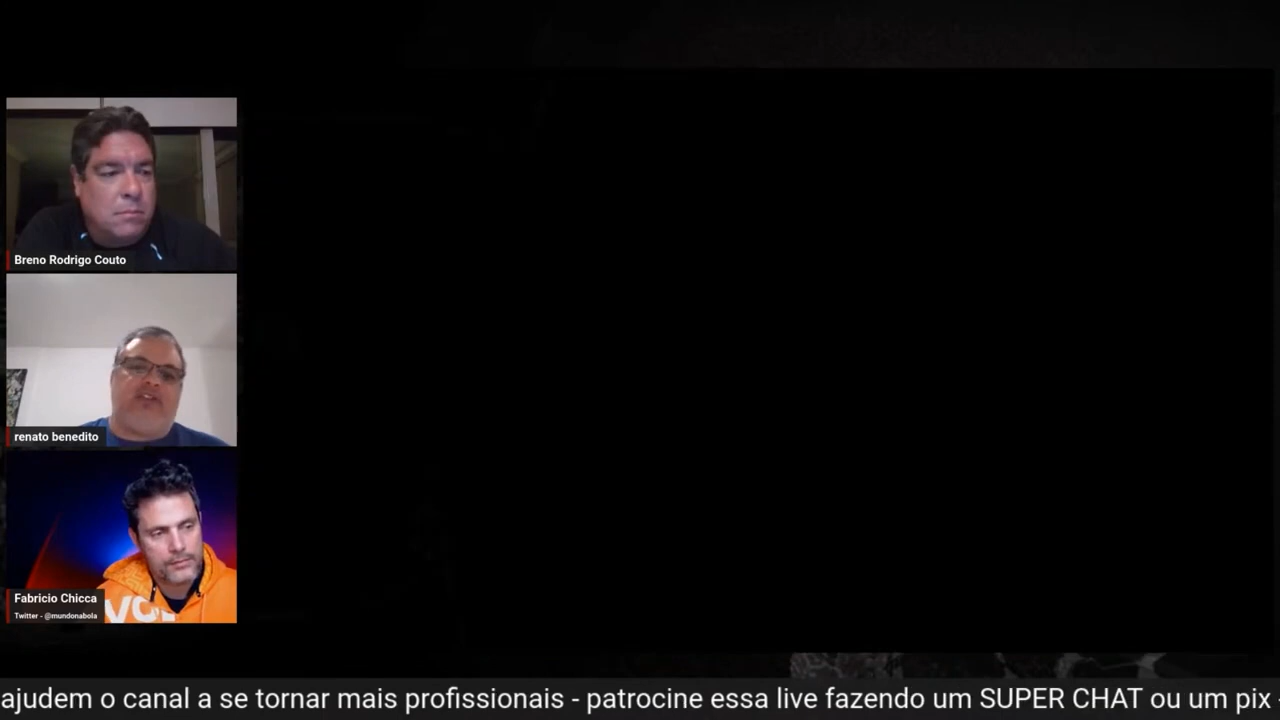 Breno Rodrigo Couto
renato benedito
Fabricio Chicca
Twitter - @mundonabola
ajudem o canal a se tornar mais profissionais - patrocine essa live fazendo um SUPER CHAT ou um pix